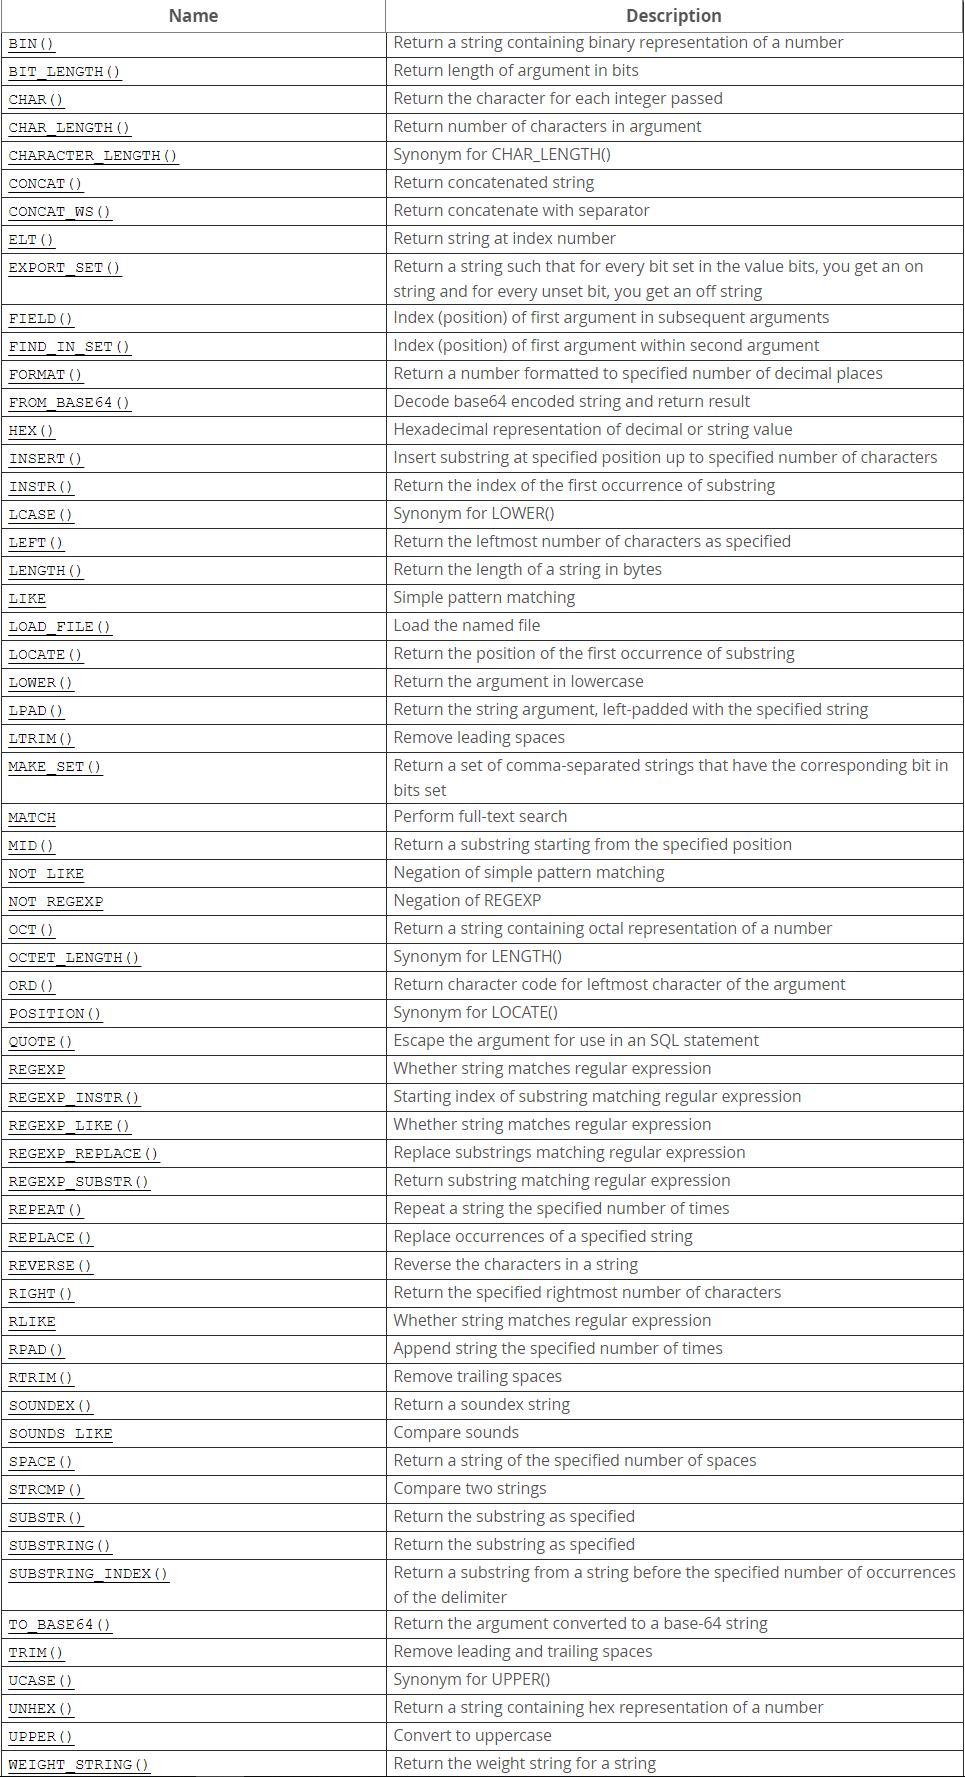 Name Description
BIN() Return a string containing binary representation of a number
BIT_LENGTH() Return length of argument in bits
CHAR() Return the character for each integer passed
CHAR_LENGTH() Return number of characters in argument
CHARACTER_LENGTH() Synonym for CHAR_LENGTH()
CONCAT() Return concatenated string
CONCAT_WS() Return concatenate with separator
ELT() Return string at index number
EXPORT_SET() Return a string such that for every bit set in the value bits, you get an on
string and for every unset bit, you get an off string
FIELD() Index (position) of first argument in subsequent arguments
FIND_IN_SET() Index (position) of first argument within second argument
FORMAT() Return a number formatted to specified number of decimal places
FROM_BASE64() Decode base64 encoded string and return result
HEX() Hexadecimal representation of decimal or string value
INSERT() Insert substring at specified position up to specified number of characters
INSTR() Return the index of the first occurrence of substring
LCASE() Synonym for LOWER()
LEFT() Return the leftmost number of characters as specified
LENGTH() Return the length of a string in bytes
LIKE Simple pattern matching
LOAD_FILE() Load the named file
LOCATE() Return the position of the first occurrence of substring
LOWER() Return the argument in lowercase
LPAD() Return the string argument, left-padded with the specified string
LTRIM() Remove leading spaces
MAKE_SET() Return a set of comma-separated strings that have the corresponding bit in
bits set
MATCH Perform full-text search
MID() Return a substring starting from the specified position
NOT LIKE Negation of simple pattern matching
NOT REGEXP Negation of REGEXP
OCT() Return a string containing octal representation of a number
OCTET_LENGTH() Synonym for LENGTH()
ORD() Return character code for leftmost character of the argument
POSITION() Synonym for LOCATE()
QUOTE() Escape the argument for use in an SQL statement
REGEXP Whether string matches regular expression
REGEXP_INSTR() Starting index of substring matching regular expression
REGEXP_LIKE() Whether string matches regular expression
REGEXP_REPLACE() Replace substrings matching regular expression
REGEXP_SUBSTR() Return substring matching regular expression
REPEAT() Repeat a string the specified number of times
REPLACE() Replace occurrences of a specified string
REVERSE() Reverse the characters in a string
RIGHT() Return the specified rightmost number of characters
RLIKE Whether string matches regular expression
RPAD() Append string the specified number of times
RTRIM() Remove trailing spaces
SOUNDEX() Return a soundex string
SOUNDS LIKE Compare sounds
SPACE() Return a string of the specified number of spaces
STRCMP() Compare two strings
SUBSTR() Return the substring as specified
SUBSTRING() Return the substring as specified
SUBSTRING_INDEX() Return a substring from a string before the specified number of occurrences
of the delimiter
TO_BASE64() Return the argument converted to a base-64 string
TRIM() Remove leading and trailing spaces
UCASE() Synonym for UPPER()
UNHEX() Return a string containing hex representation of a number
UPPER() Convert to uppercase
WEIGHT_STRING() Return the weight string for a string